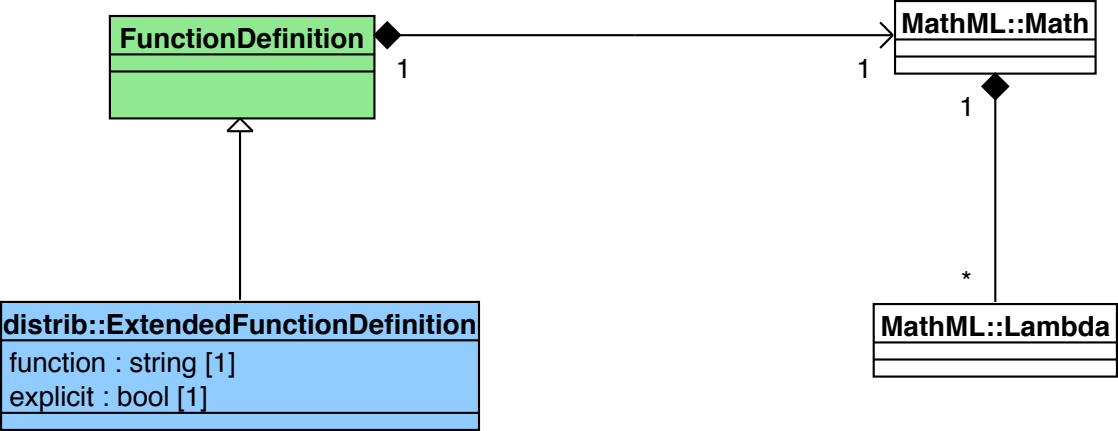 FunctionDefinition
MathML::Math
1
1
1
*
distrib::ExtendedFunctionDefinition
function : string [1]
explicit : bool [1]
MathML::Lambda